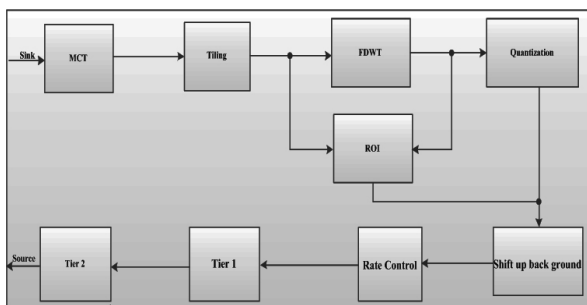 Sink
MCT
Tiling
FDWT
Quantization
ROI
Source
Tier 2
Tier 1
Rate Control
Shift up back ground